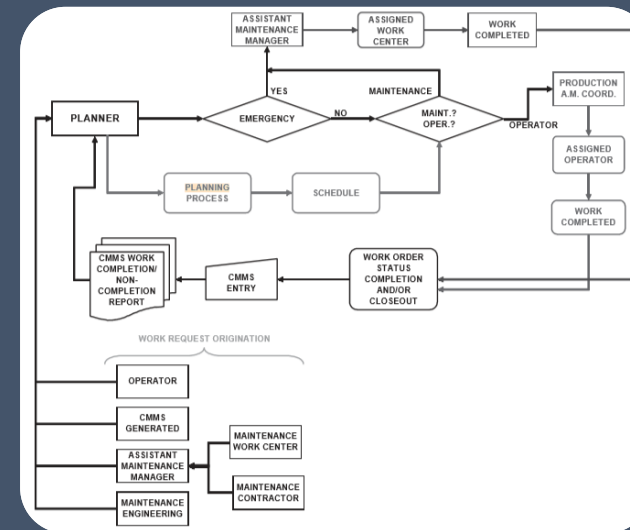 ASSISTANT
MAINTENANCE
MANAGER
ASSIGNED
WORK
CENTER
WORK
COMPLETED
YES
MAINTENANCE
PRODUCTION
A.M. COORD.
PLANNER
EMERGENCY
NO
MAINT.?
OPER.?
OPERATOR
ASSIGNED
OPERATOR
PLANNING
PROCESS
SCHEDULE
WORK
COMPLETED
CMMS WORK
COMPLETION/
NON-
COMPLETION
REPORT
CMMS
ENTRY
WORK ORDER
STATUS
COMPLETION
AND/OR
CLOSEOUT
WORK REQUEST ORIGINATION
OPERATOR
CMMS
GENERATED
ASSISTANT
MAINTENANCE
MANAGER
MAINTENANCE
WORK CENTER
MAINTENANCE
CONTRACTOR
MAINTENANCE
ENGINEERING